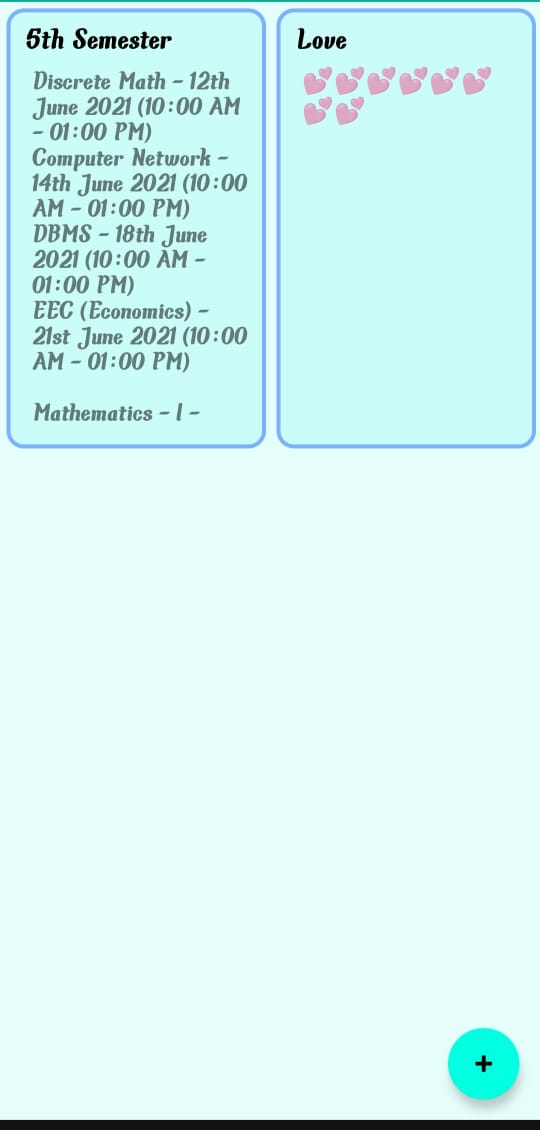 5th Semester
Discrete Math - 12th
June 2021 (10:00 AM
- 01:00 PM)
Computer Network -
14th June 2021 (10:00
AM - 01:00 PM)
DBMS - 18th June
2021 (10:00 AM -
01:00 PM)
EEC (Economics) -
21st June 2021 (10:00
AM - 01:00 PM)
Mathematics - I -
Love
💕💕💕💕💕💕
💕💕
+